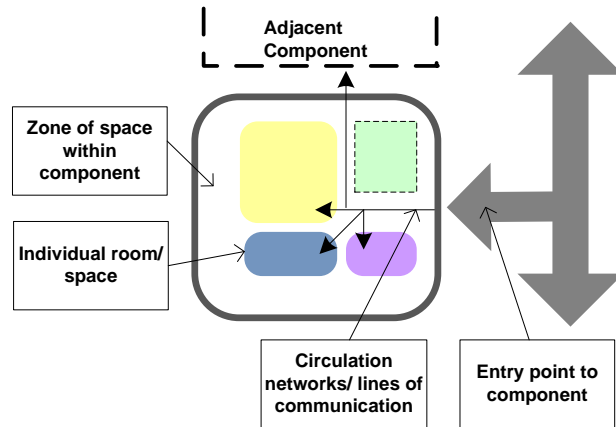 Adjacent
Component
Zone of space
within
component
Individual room/
space
Circulation
networks/ lines of
communication
Entry point to
component